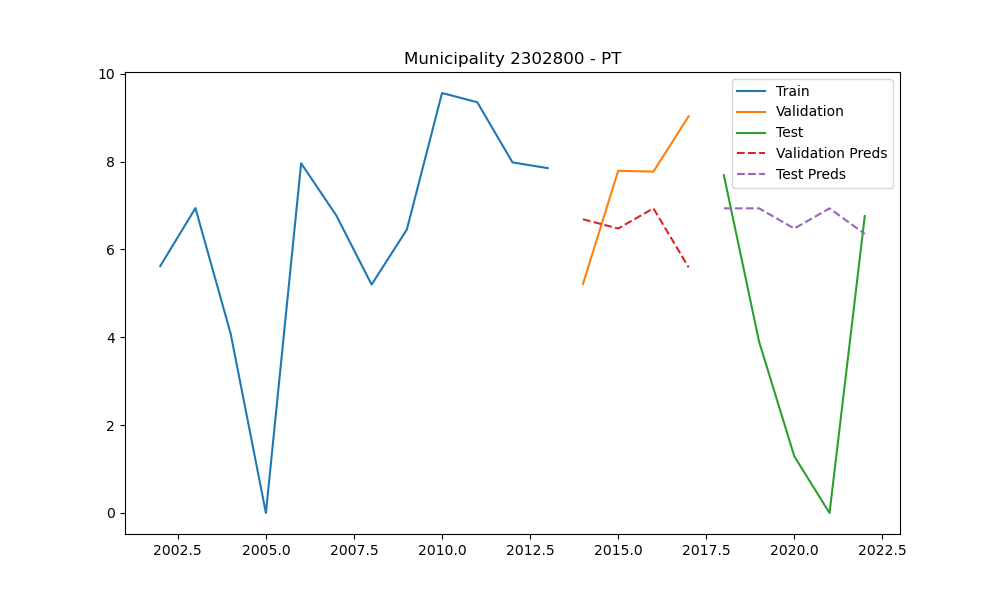 Municipality 2302800 - PT
10
8
6
4
2
0
Train
Validation
Test
Validation Preds
Test Preds
2002.5 2005.0 2007.5 2010.0 2012.5 2015.0 2017.5 2020.0 2022.5